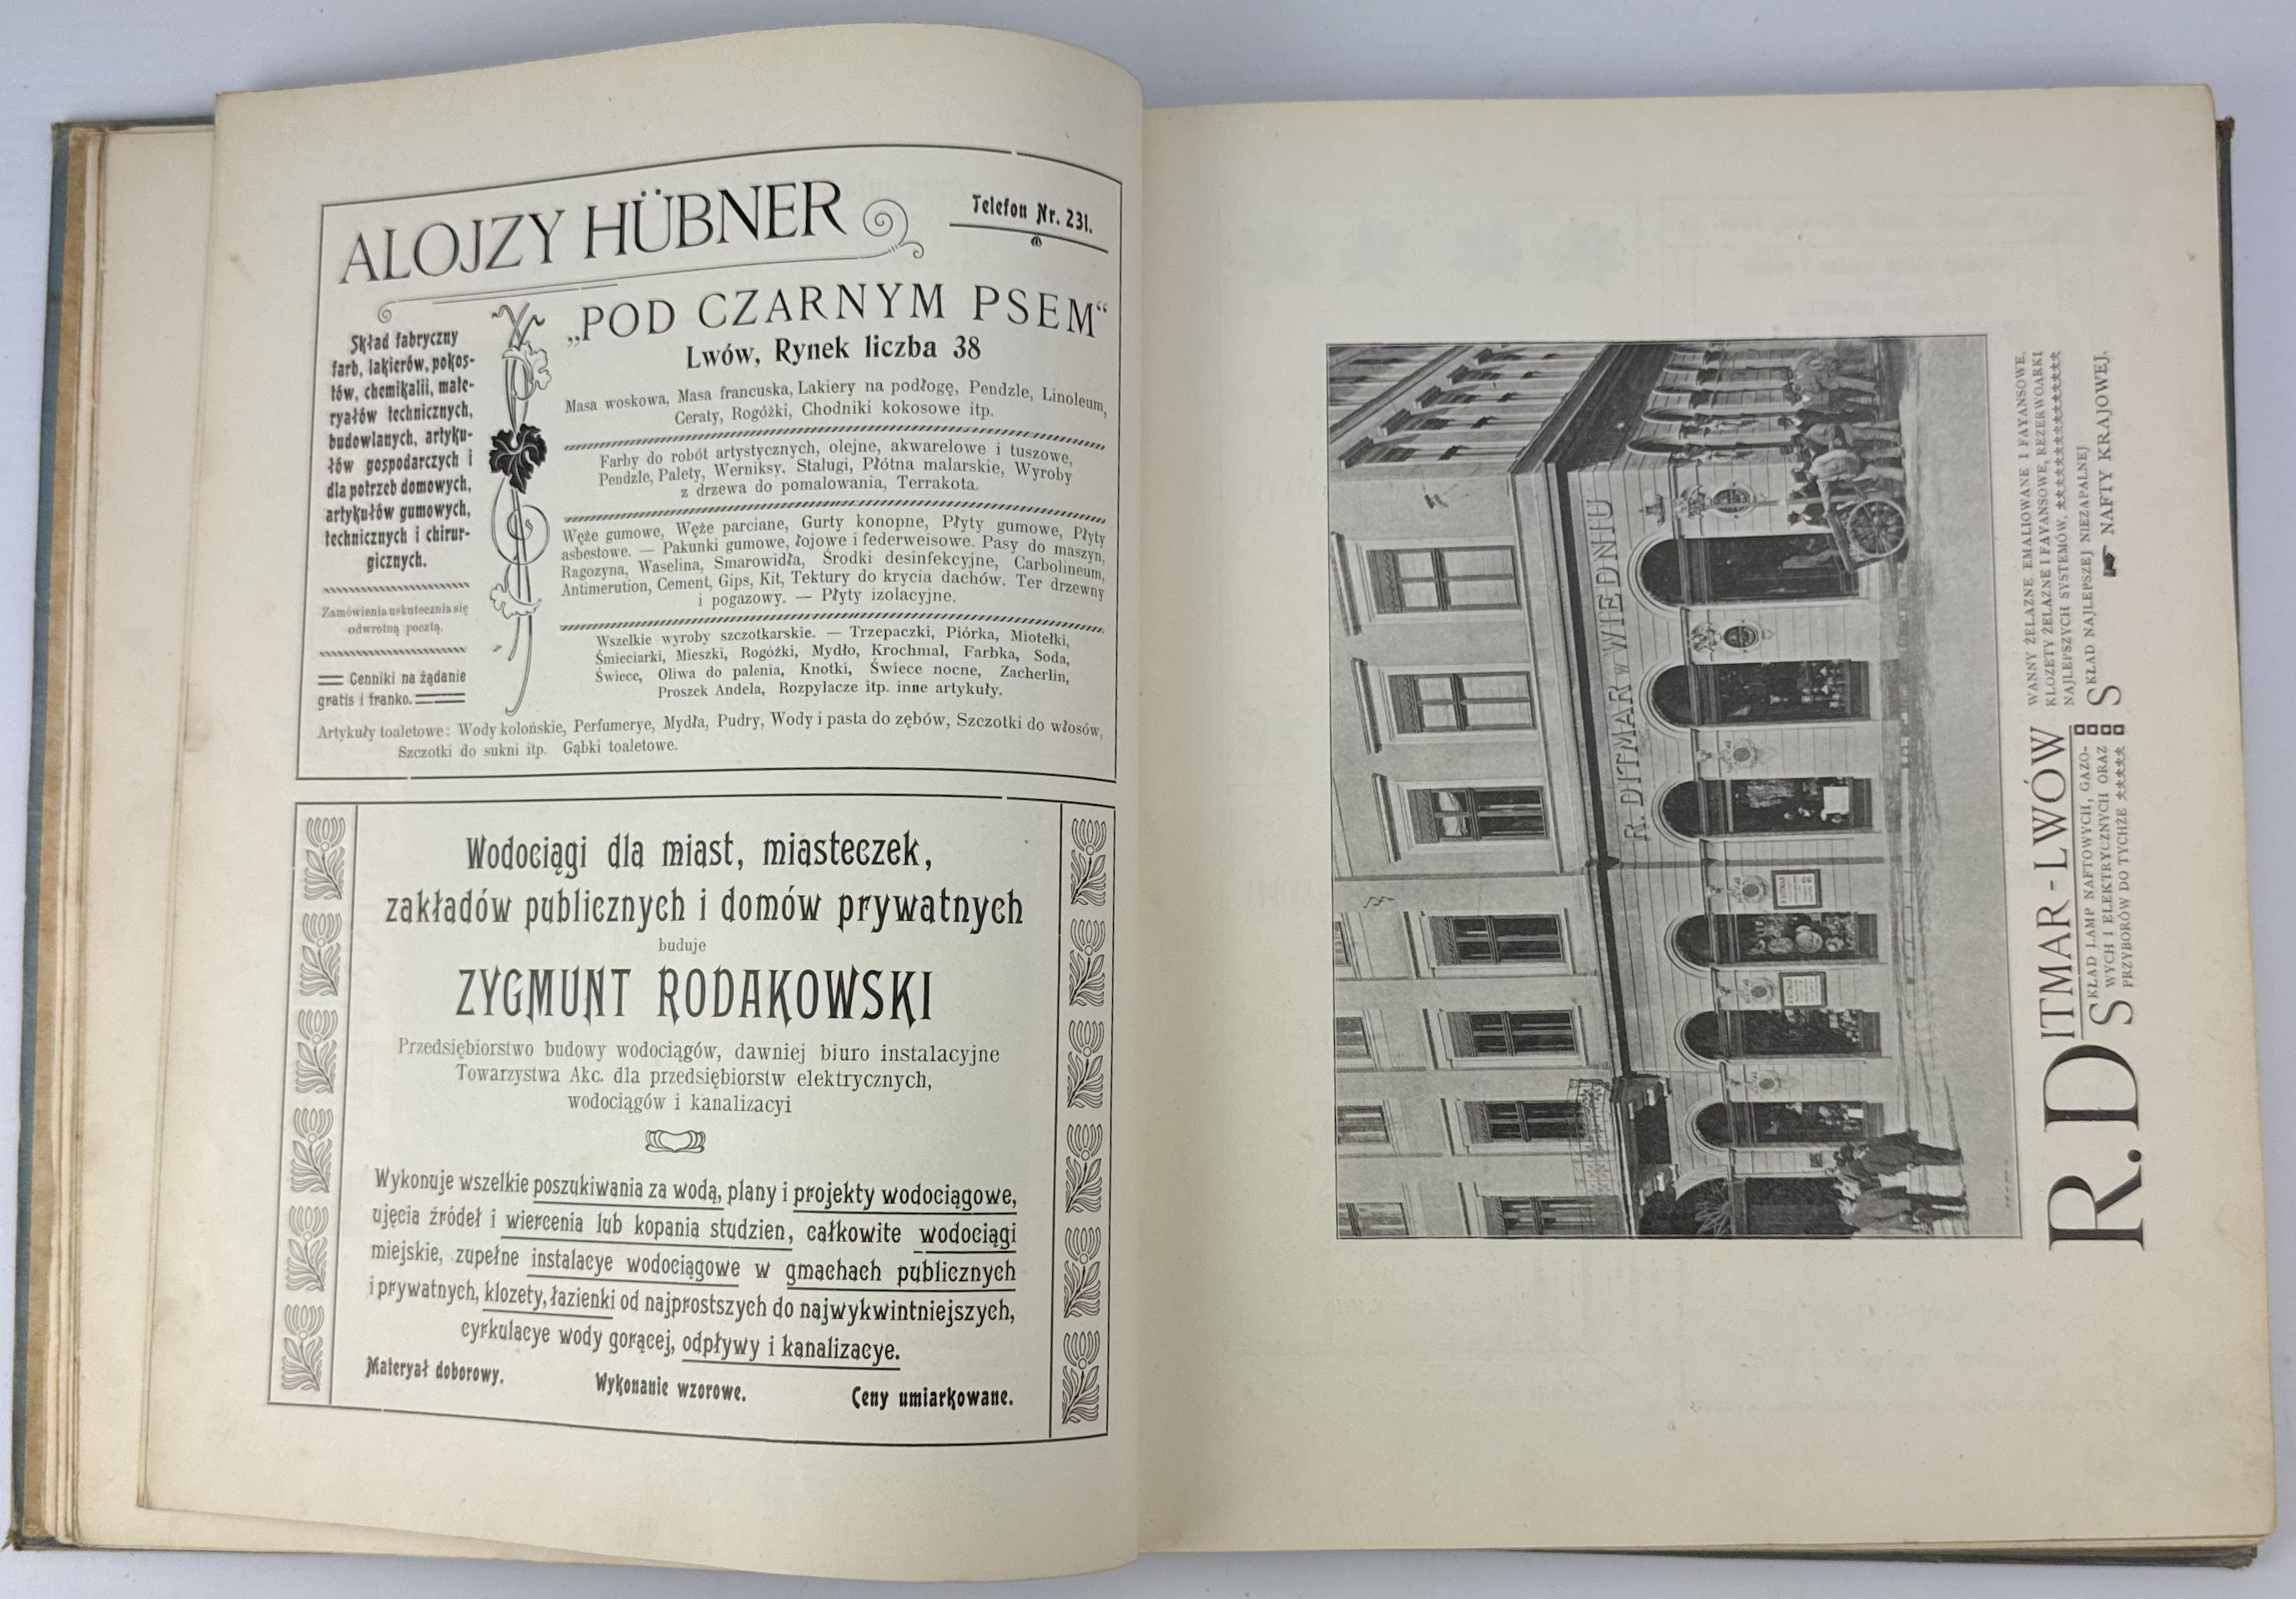 ALOJZY HÜBNER
Telefon Nr. 231.
„POD CZARNYM PSEM“
Lwów, Rynek liczba 38
Skład fabryczny
farb, lakierów, pokos-
tów, chemikalii, mate-
ryałów technicznych,
budowlanych, artyku-
łów gospodarczych i
dla potrzeb domowych,
artykułów gumowych,
technicznych i chirur-
gicznych.
Zamówienia uskutecznia się
odwrotną pocztą.
Cenniki na żądanie
gratis i franko.
Masa woskowa, Masa francuska, Lakiery na podłogę, Pendzle, Linoleum,
Ceraty, Rogóżki, Chodniki kokosowe itp.
Farby do robót artystycznych, olejne, akwarelowe i tuszowe,
Pendzle, Palety, Werniksy, Stalugi, Płótna malarskie, Wyroby
z drzewa do pomalowania, Terrakota.
Węże gumowe, Węże parciane, Gurty konopne, Płyty gumowe, Płyty
asbestowe. — Pakunki gumowe, łojowe i federweisowe. Pasy do maszyn,
Ragozyna, Waselina, Smarowidła, Środki desinfekcyjne, Carbolineum,
Antimerution, Cement, Gips, Kit, Tektury do krycia dachów. Ter drzewny
i pogazowy. — Płyty izolacyjne.
Wszelkie wyroby szczotkarskie. — Trzepaczki, Piórka, Miotełki,
Śmieciarki, Mieszki, Rogóżki, Mydło, Krochmal, Farbka, Soda,
Świece, Oliwa do palenia, Knotki, Świece nocne, Zacherlin,
Proszek Andela, Rozpylacze itp. inne artykuły.
Artykuły toaletowe: Wody kolońskie, Perfumerye, Mydła, Pudry, Wody i pasta do zębów, Szczotki do włosów,
Szczotki do sukni itp. Gąbki toaletowe.
Wodociągi dla miast, miasteczek,
zakładów publicznych i domów prywatnych
buduje
ZYGMUNT RODAKOWSKI
Przedsiębiorstwo budowy wodociągów, dawniej biuro instalacyjne
Towarzystwa Akc. dla przedsiębiorstw elektrycznych,
wodociągów i kanalizacyi
Wykonuje wszelkie poszukiwania za wodą, plany i projekty wodociągowe,
ujęcia źródeł i wiercenia lub kopania studzien, całkowite wodociągi
miejskie, zupełne instalacye wodociągowe w gmachach publicznych
i prywatnych, klozety, łazienki od najprostszych do najwykwintniejszych,
cyrkulacye wody gorącej, odpływy i kanalizacye.
Materyał doborowy. Wykonanie wzorowe. Ceny umiarkowane.
R. DITMAR W WIEDNIU
R. DITMAR - LWÓW
SKŁAD LAMP NAFTOWYCH, GAZO-
WYCH I ELEKTRYCZNYCH ORAZ
PRZYBORÓW DO TYCHŻE
WANNY ŻELAZNE EMALIOWANE I FAYANSOWE,
KLOZETY ŻELAZNE I FAYANSOWE, REZERWOARKI
NAJLEPSZYCH SYSTEMÓW.
SKŁAD NAJLEPSZEJ NIEZAPALNEJ
NAFTY KRAJOWEJ.